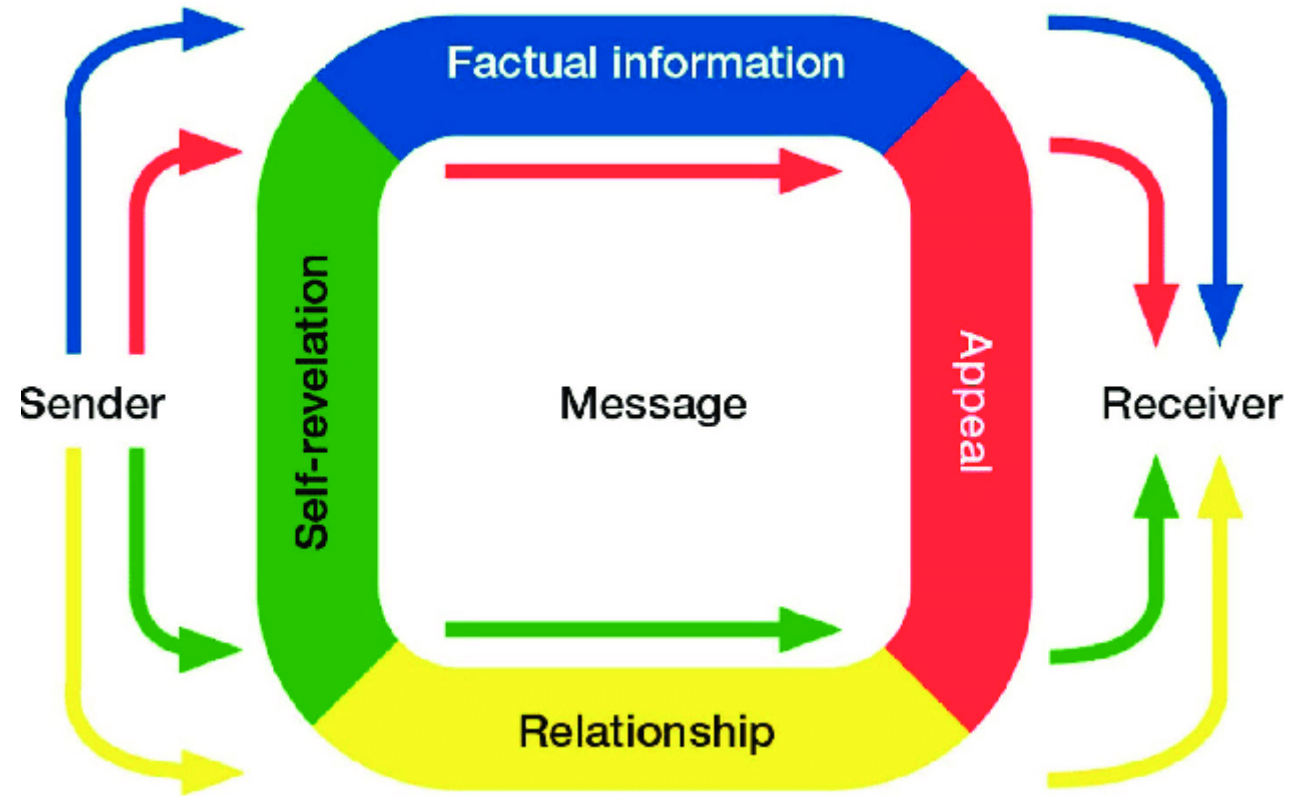 Factual information
Sender
Self-revelation
Message
Appeal
Receiver
Relationship